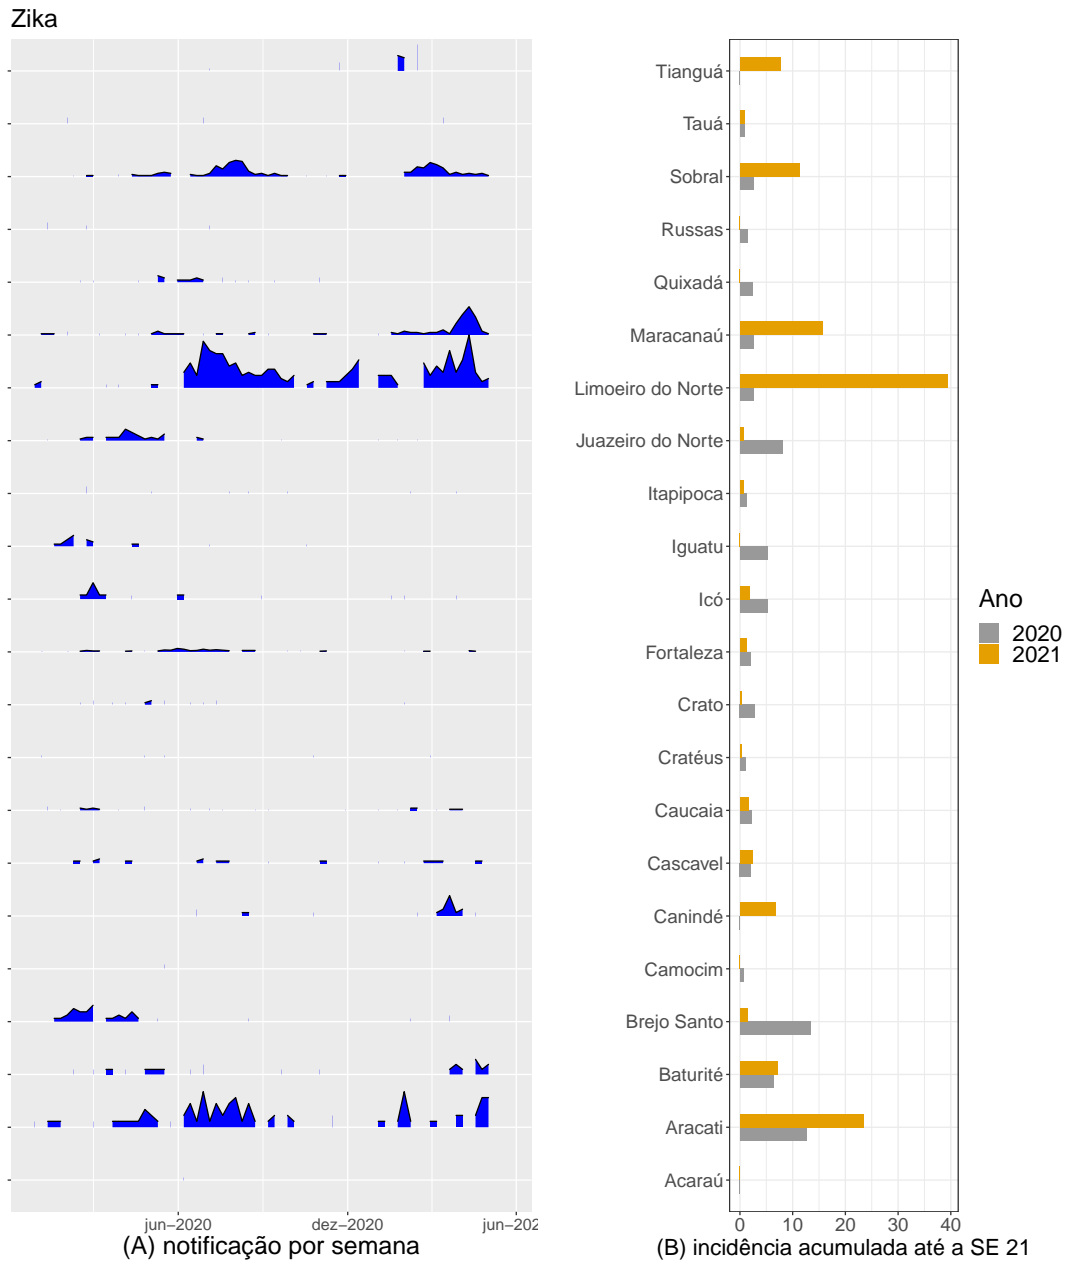 Zika
Tianguá
Tauá
Sobral
Russas
Quixadá
Maracanaú
Limoeiro do Norte
Juazeiro do Norte
Itapipoca
Iguatu
Icó
Fortaleza
Crato
Cratéus
Caucaia
Cascavel
Canindé
Camocim
Brejo Santo
Baturité
Aracati
Acaraú
Ano
2020
2021
jun–2020 dez–2020 jun–202
(A) notificação por semana
0 10 20 30 40
(B) incidência acumulada até a SE 21